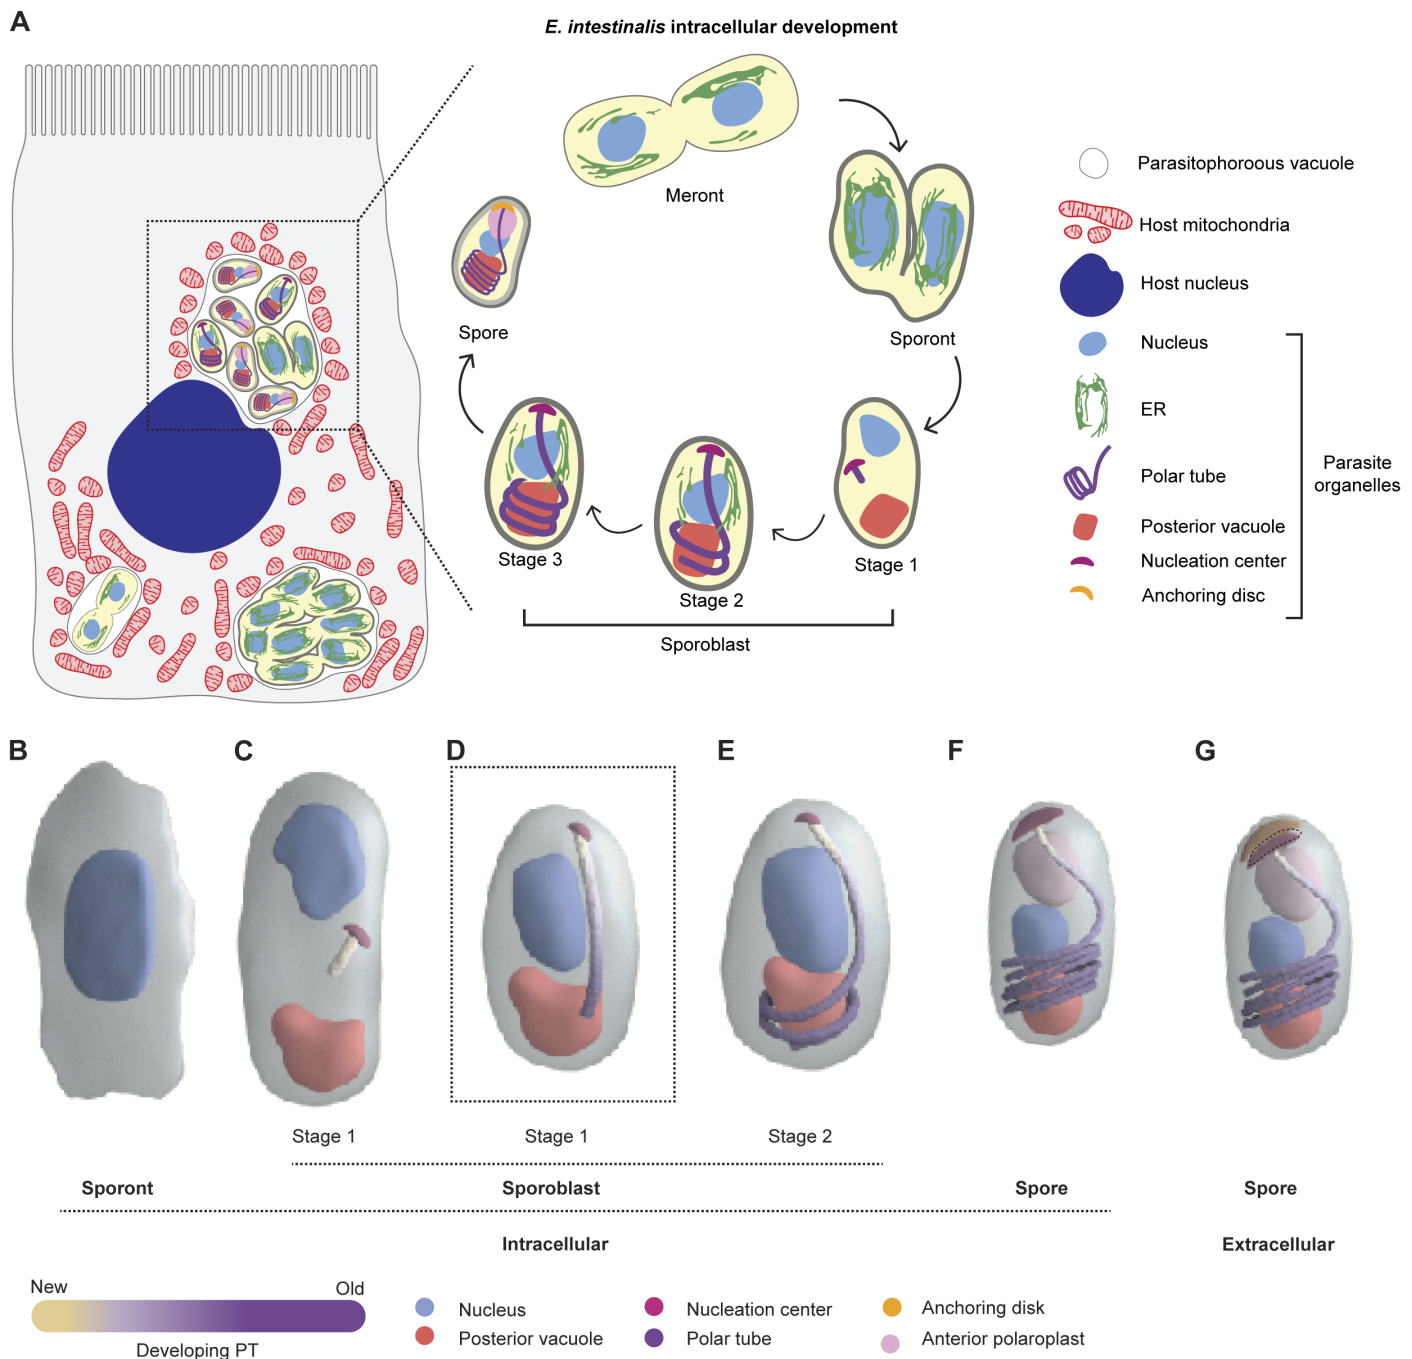 A
E. intestinalis intracellular development
Meront
Sporont
Spore
Stage 3
Stage 2
Stage 1
Sporoblast
Parasitophoroous vacuole
Host mitochondria
Host nucleus
Nucleus
ER
Polar tube
Posterior vacuole
Nucleation center
Anchoring disc
Parasite
organelles
B
C
D
E
F
G
Stage 1
Stage 1
Stage 2
Sporont
Sporoblast
Spore
Spore
Intracellular
Extracellular
New
Old
Developing PT
Nucleus
Posterior vacuole
Nucleation center
Polar tube
Anchoring disk
Anterior polaroplast